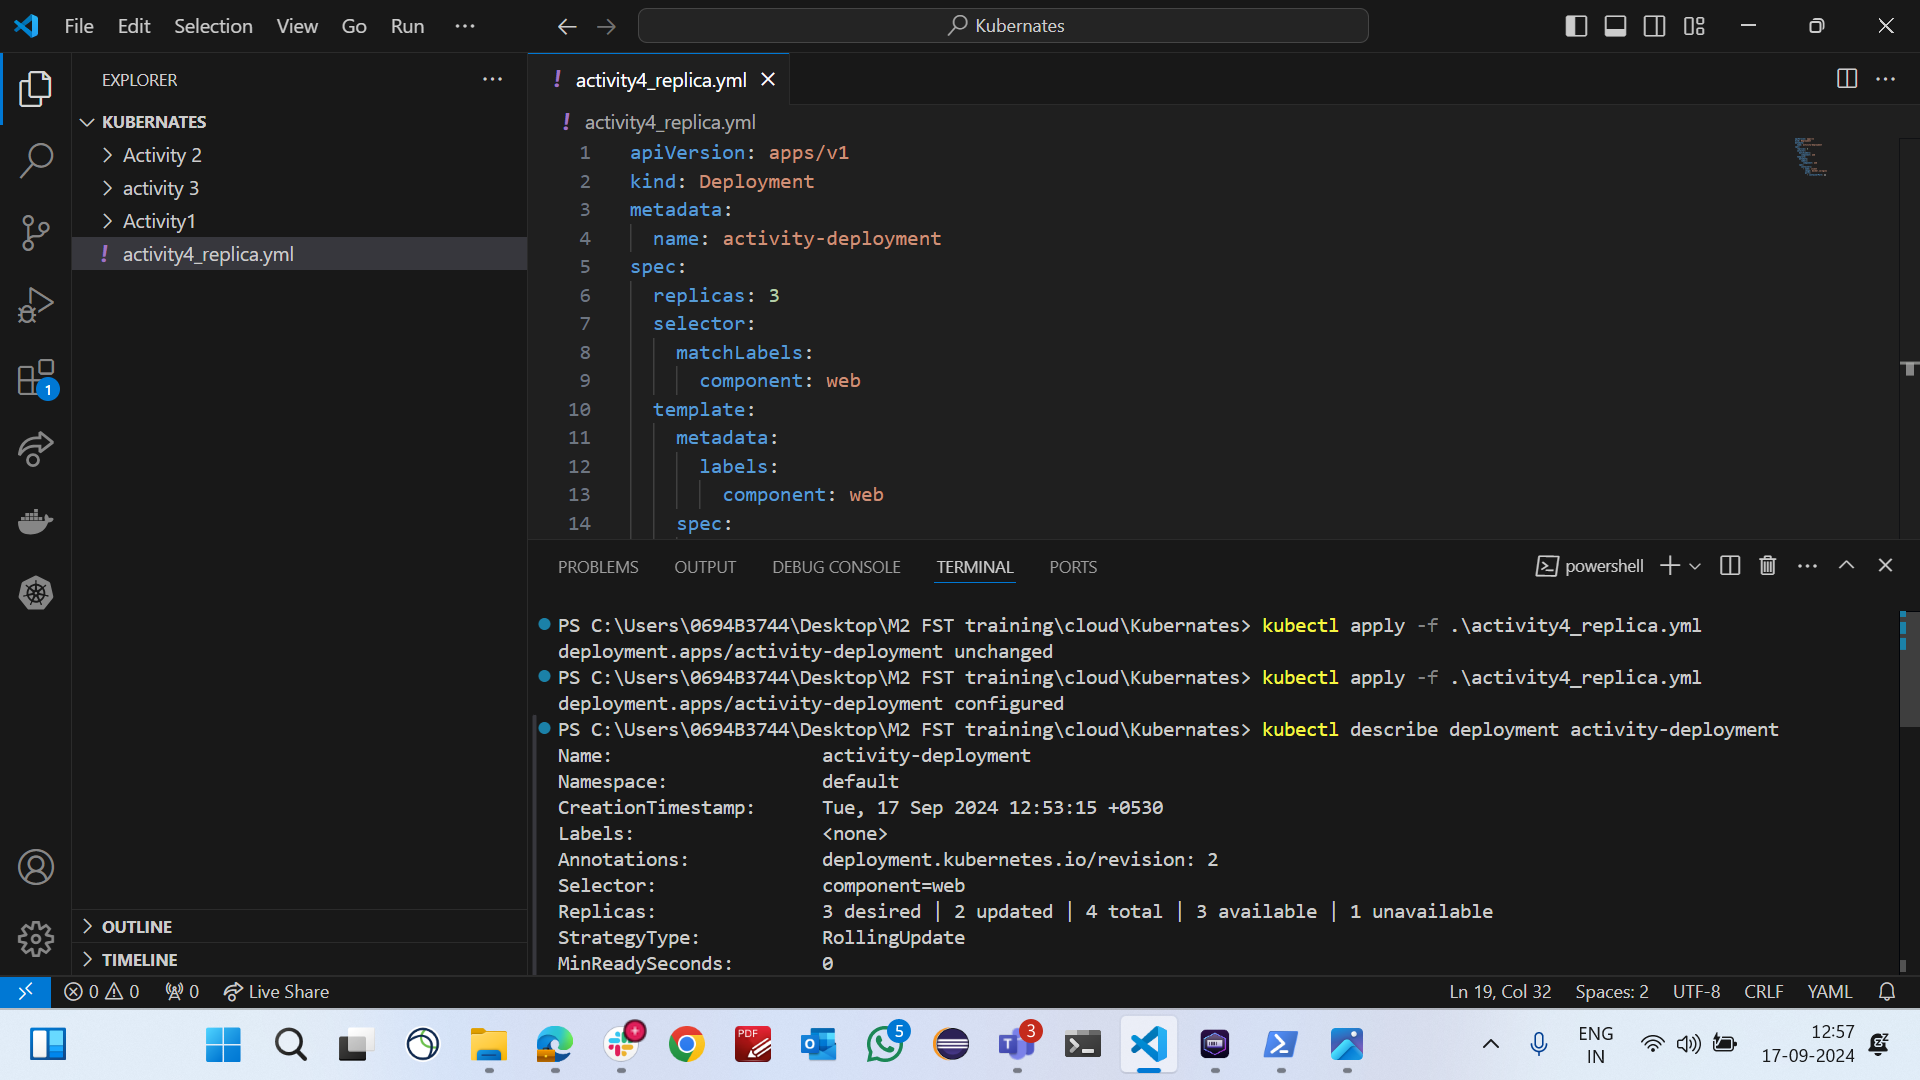 File Edit Selection View Go Run ··· Kubernates
EXPLORER ···
KUBERNATES
Activity 2
activity 3
Activity1
! activity4_replica.yml
OUTLINE
TIMELINE
1
! activity4_replica.yml
! activity4_replica.yml
1 apiVersion: apps/v1
2 kind: Deployment
3 metadata:
4 name: activity-deployment
5 spec:
6 replicas: 3
7 selector:
8 matchLabels:
9 component: web
10 template:
11 metadata:
12 labels:
13 component: web
14 spec:
PROBLEMS OUTPUT DEBUG CONSOLE TERMINAL PORTS powershell
PS C:\Users\0694B3744\Desktop\M2 FST training\cloud\Kubernates> kubectl apply -f .\activity4_replica.yml
deployment.apps/activity-deployment unchanged
PS C:\Users\0694B3744\Desktop\M2 FST training\cloud\Kubernates> kubectl apply -f .\activity4_replica.yml
deployment.apps/activity-deployment configured
PS C:\Users\0694B3744\Desktop\M2 FST training\cloud\Kubernates> kubectl describe deployment activity-deployment
Name: activity-deployment
Namespace: default
CreationTimestamp: Tue, 17 Sep 2024 12:53:15 +0530
Labels: <none>
Annotations: deployment.kubernetes.io/revision: 2
Selector: component=web
Replicas: 3 desired | 2 updated | 4 total | 3 available | 1 unavailable
StrategyType: RollingUpdate
MinReadySeconds: 0
0 0 0 Live Share Ln 19, Col 32 Spaces: 2 UTF-8 CRLF YAML
PDF 5 3
ENG
IN
12:57
17-09-2024